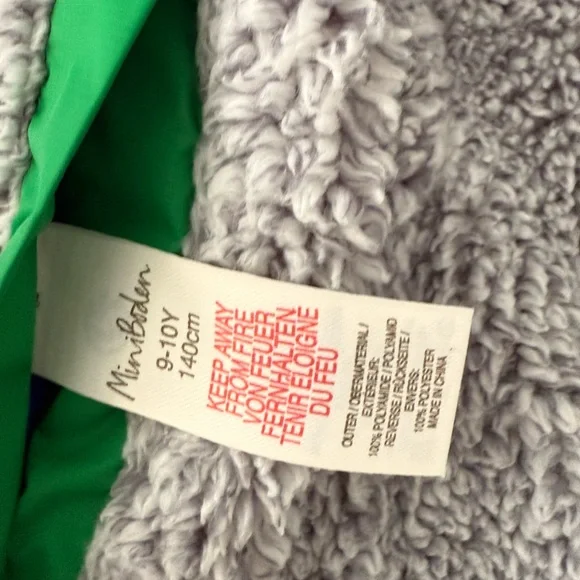 MiniBoden
9-10Y
140cm
KEEP AWAY
FROM FIRE
VON FEUER
FERNHALTEN
TENIR ELOIGNE
DU FEU
OUTER / OBERMATERIAL /
EXTERIEUR:
100% POLYAMIDE / POLYAMID
REVERSE / RÜCKSEITE /
ENVERS:
100% POLYESTER
MADE IN CHINA